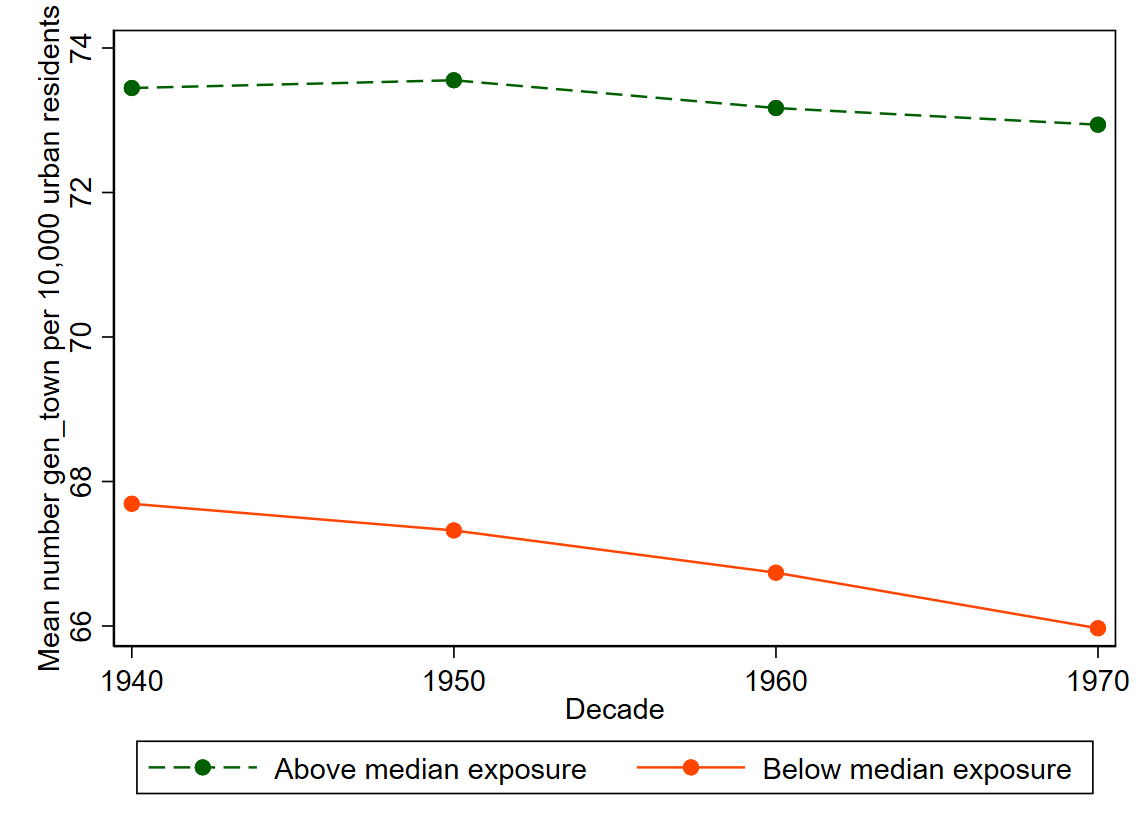 Mean number gen_town per 10,000 urban residents
74
72
70
68
66
1940 1950 1960 1970
Decade
Above median exposure Below median exposure